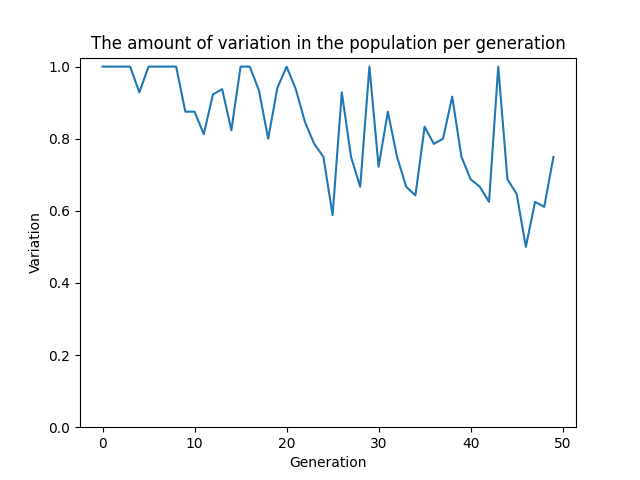 The amount of variation in the population per generation
1.0
0.8
0.6
0.4
0.2
0.0
Variation
0 10 20 30 40 50
Generation